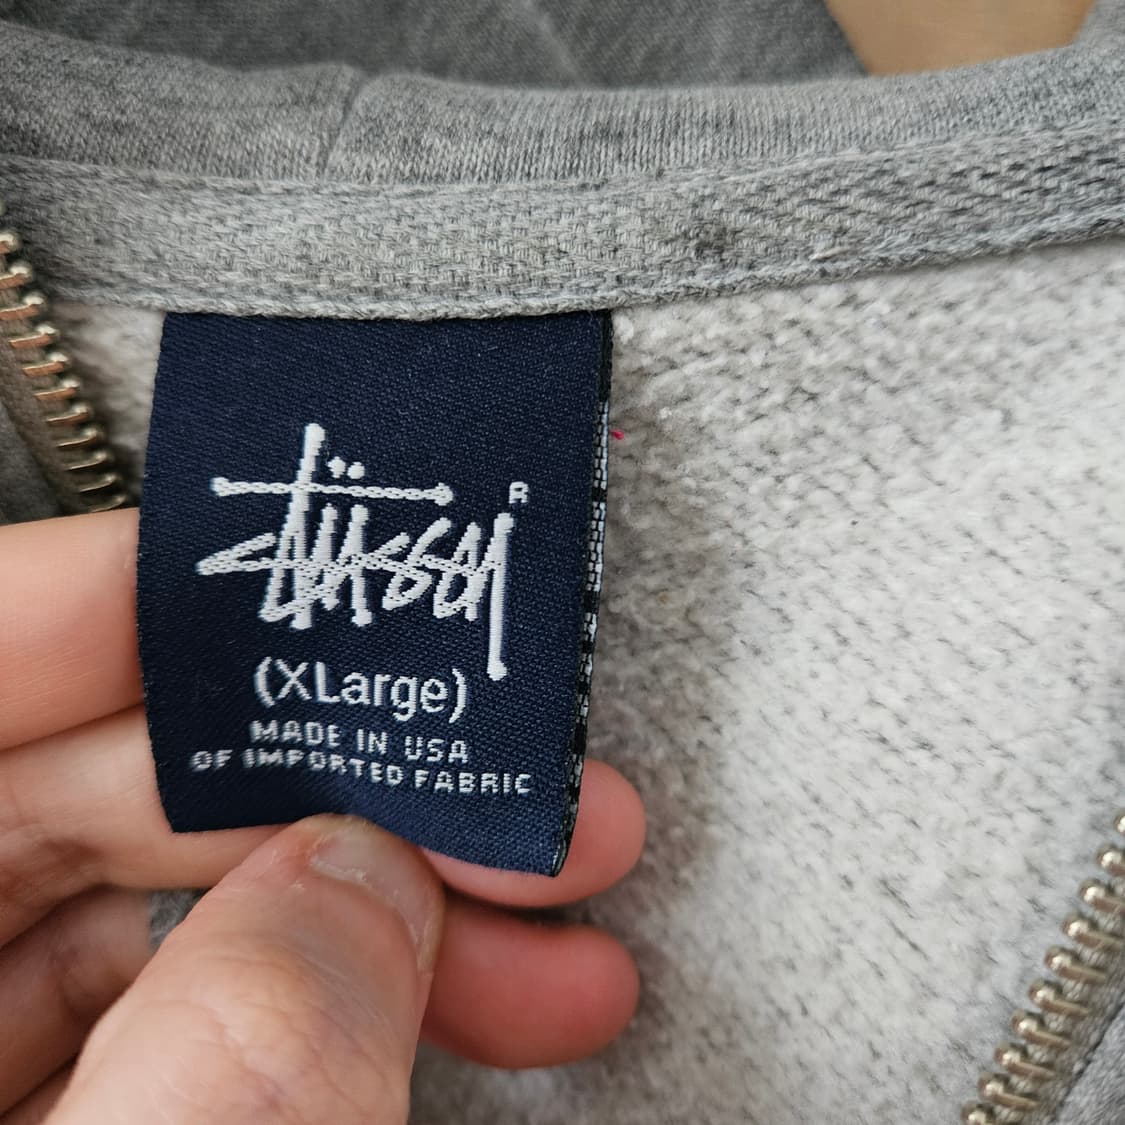 Stüssy
R
(XLarge)
MADE IN USA
OF IMPORTED FABRIC